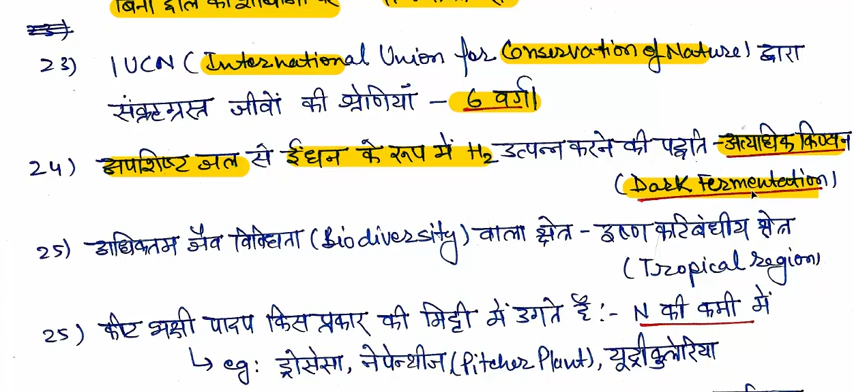 बिना बीज
23)
23) IUCN (International Union for Conservation of Nature) द्वारा
संकटग्रस्त जीवों की श्रेणियाँ - 6 वर्ग।
24) अपशिष्ट जल से ईंधन के रूप में H2 उत्पन्न करने की पद्धति - अत्याधिक किण्वन
(Dark Fermentation)
25) अधिकतम जैव विविधता (Biodiversity) वाला क्षेत्र - उष्ण कटिबंधीय क्षेत्र
(Tropical region)
25) कीट भक्षी पादप किस प्रकार की मिट्टी में उगते हैं :- N की कमी में
↳ eg: ड्रोसेसा, नेपेन्थीज (Pitcher Plant), यूट्रीकुलेरिया